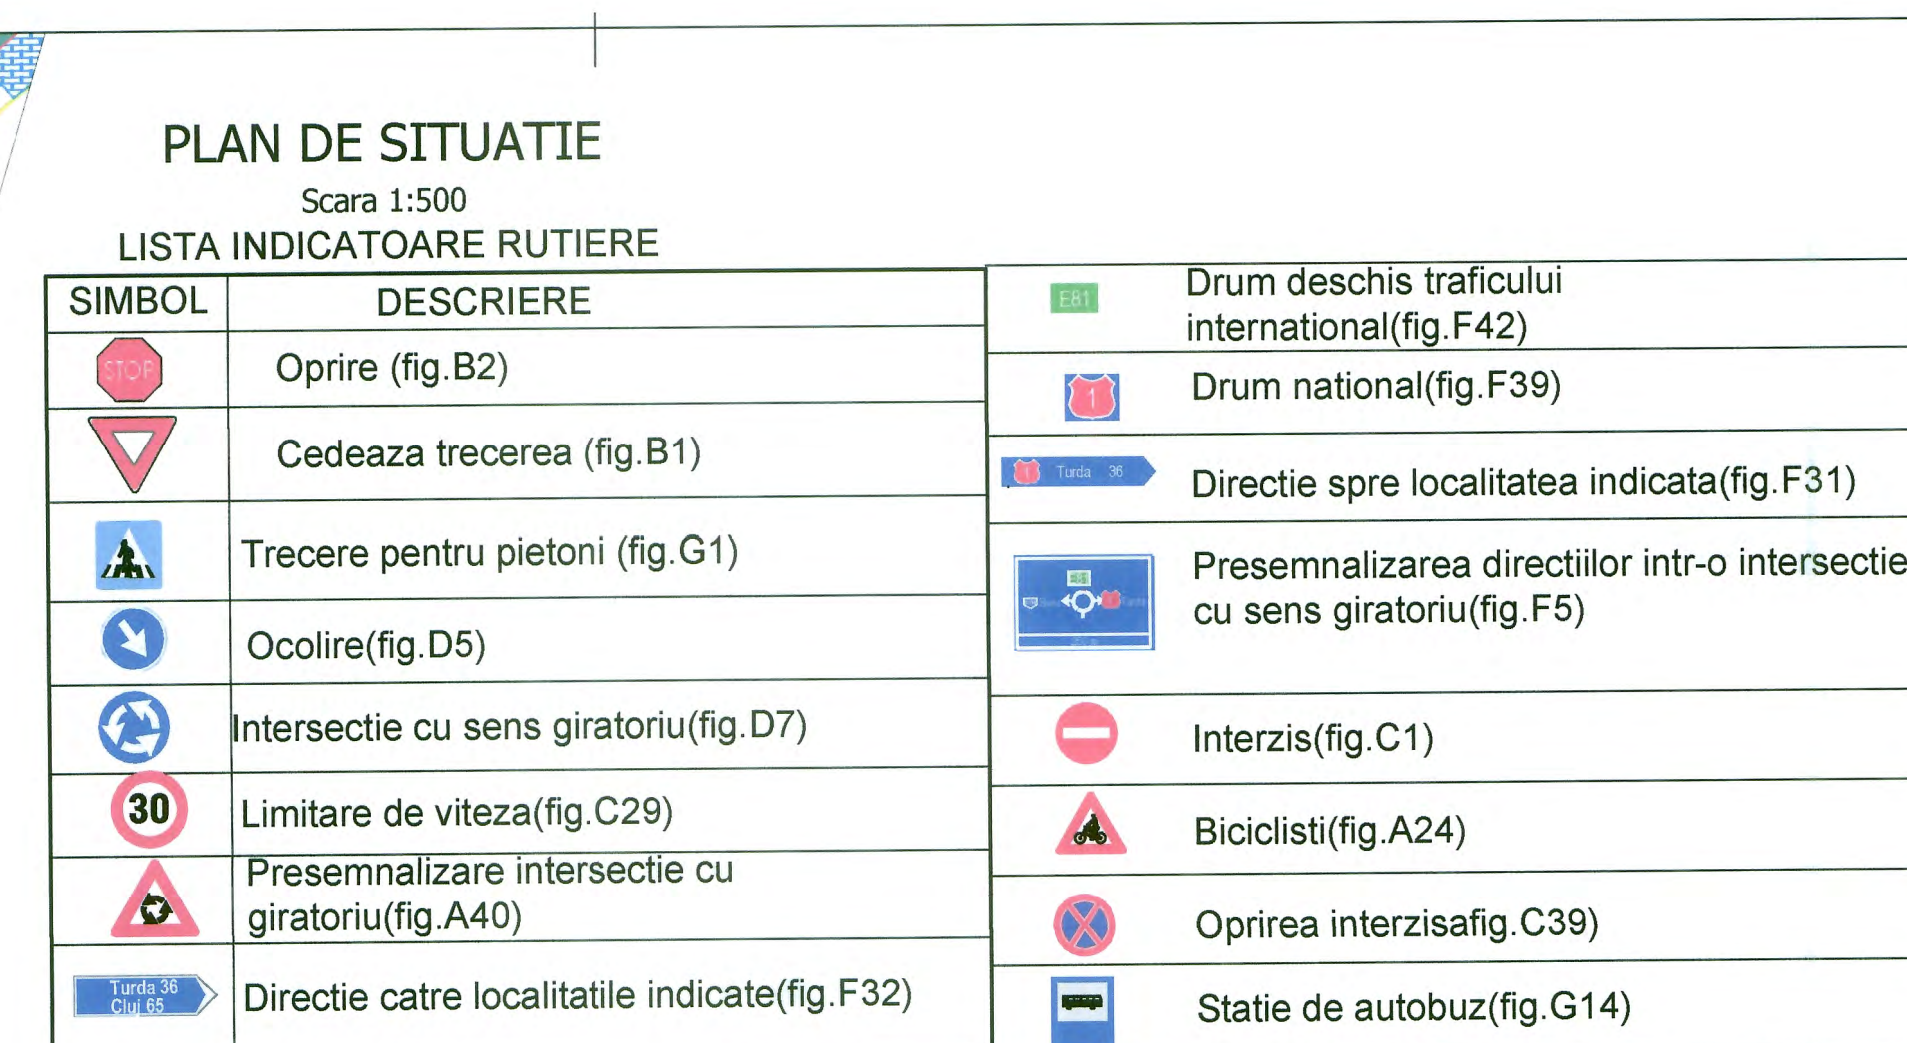 PLAN DE SITUATIE
Scara 1:500
LISTA INDICATOARE RUTIERE
SIMBOL DESCRIERE
STOP Oprire (fig.B2)
Cedeaza trecerea (fig.B1)
Trecere pentru pietoni (fig.G1)
Ocolire(fig.D5)
Intersectie cu sens giratoriu(fig.D7)
30 Limitare de viteza(fig.C29)
Presemnalizare intersectie cu
giratoriu(fig.A40)
Turda 36
Cluj 65
Directie catre localitatile indicate(fig.F32)
E81
Drum deschis traficului
international(fig.F42)
1 Drum national(fig.F39)
1 Turda 36 Directie spre localitatea indicata(fig.F31)
E81
Presemnalizarea directiilor intr-o intersectie
cu sens giratoriu(fig.F5)
Interzis(fig.C1)
Biciclisti(fig.A24)
Oprirea interzisafig.C39)
Statie de autobuz(fig.G14)